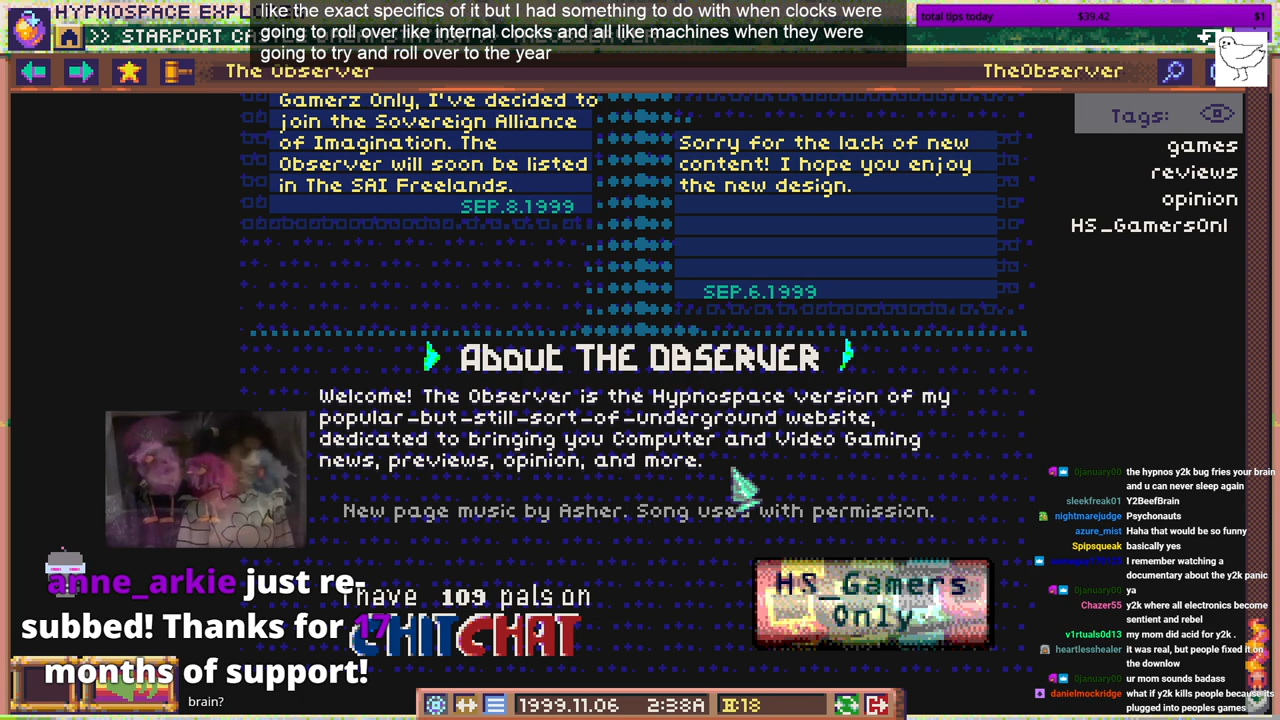 HYPNOSPACE EXPL
like the exact specifics of it but I had something to do with when clocks were
going to roll over like internal clocks and all like machines when they were
going to try and roll over to the year
total tips today $39.42 $1
>> STARPORT CA
The Observer
TheObserver
Gamerz Only, I've decided to
join the Sovereign Alliance
of Imagination. The
Observer will soon be listed
in The SAI Freelands.
SEP.8.1999
Sorry for the lack of new
content! I hope you enjoy
the new design.
SEP.6.1999
Tags:
games
reviews
opinion
HS_GamersOnl
About THE OBSERVER
Welcome! The Observer is the Hypnospace version of my
popular-but-still-sort-of-underground website,
dedicated to bringing you Computer and Video Gaming
news, previews, opinion, and more.
New page music by Asher. Song used with permission.
I have 109 pals on
CHITCHAT
HS_Gamers
Only
anne_arkie just re-
subbed! Thanks for 17
months of support!
brain?
0january00 the hypnos y2k bug fries your brain
and u can never sleep again
sleekfreak01 Y2BeefBrain
nightmarejudge Psychonauts
azure_mist Haha that would be so funny
Spipsqueak basically yes
I remember watching a
documentary about the y2k panic
0january00 ya
Chazer55 y2k where all electronics become
sentient and rebel
v1rtuals0d13 my mom did acid for y2k .
heartlesshealer it was real, but people fixed it on
the downlow
0january00 ur mom sounds badass
danielmockridge what if y2k kills people because its
plugged into peoples games
1999.11.06 2:38A
18